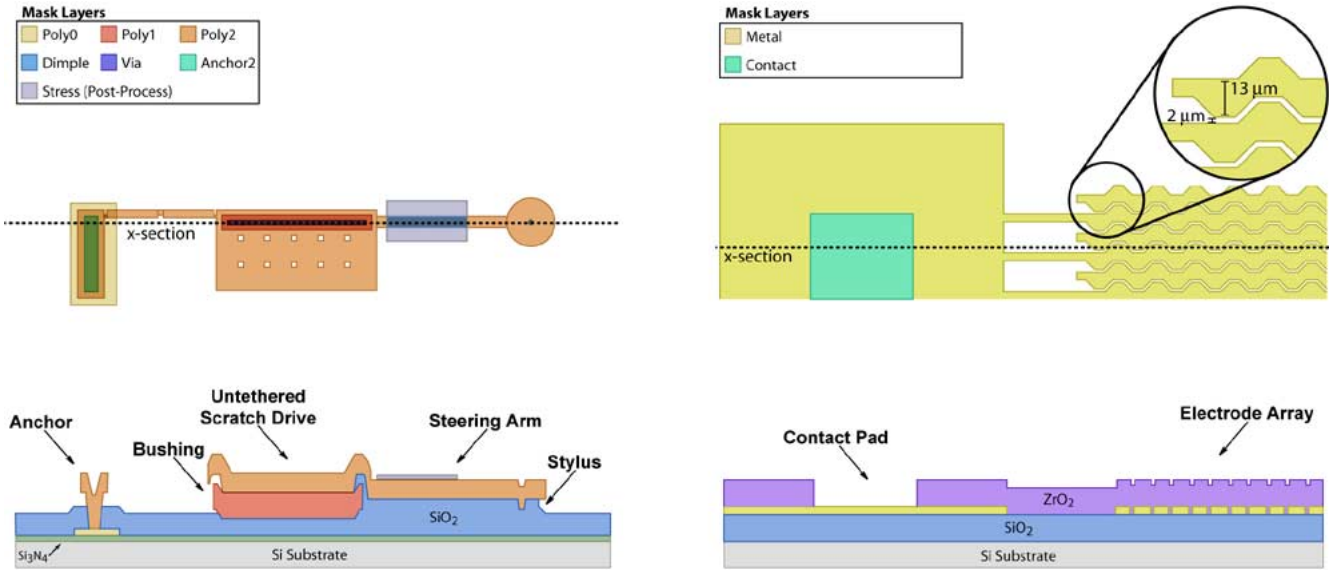 Mask Layers
Poly0
Poly1
Poly2
Dimple
Via
Anchor2
Stress (Post-Process)
x-section
Anchor
Bushing
Untethered
Scratch Drive
Steering Arm
Stylus
SiO₂
Si₃N₄
Si Substrate
Mask Layers
Metal
Contact
13 μm
2 μm
x-section
Contact Pad
Electrode Array
ZrO₂
SiO₂
Si Substrate